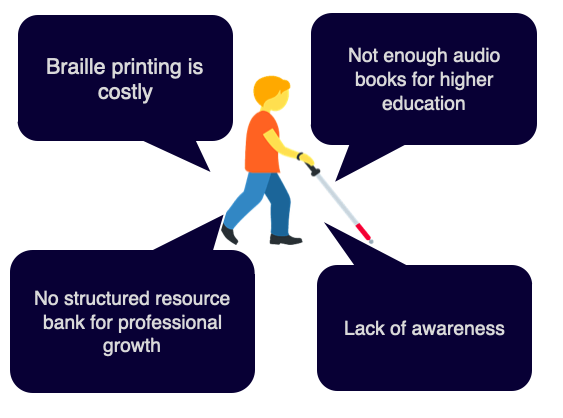 Braille printing is
costly
Not enough audio
books for higher
education
No structured resource
bank for professional
growth
Lack of awareness